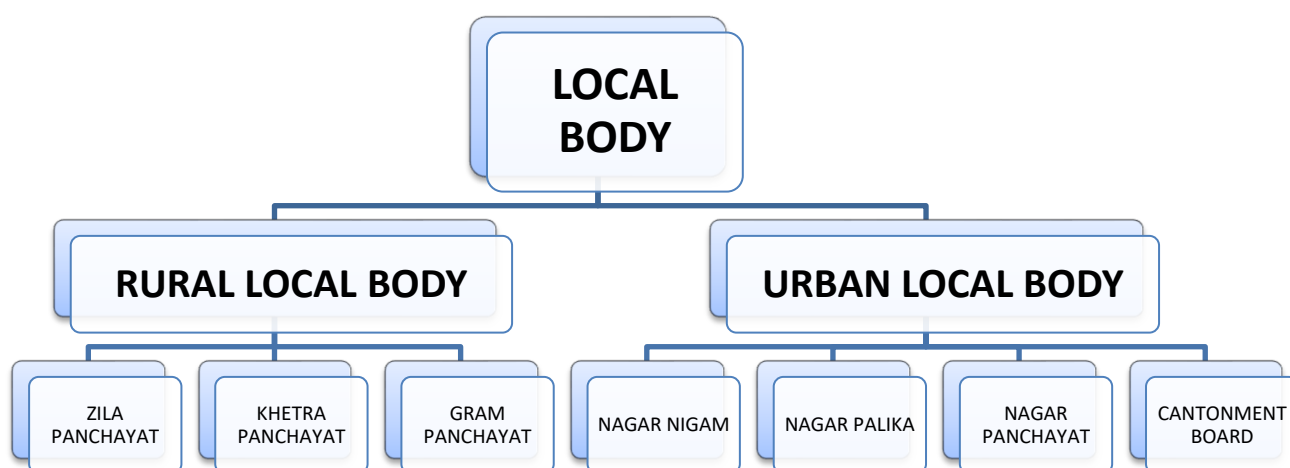 LOCAL
BODY
RURAL LOCAL BODY
URBAN LOCAL BODY
ZILA
PANCHAYAT
KHETRA
PANCHAYAT
GRAM
PANCHAYAT
NAGAR NIGAM
NAGAR PALIKA
NAGAR
PANCHAYAT
CANTONMENT
BOARD